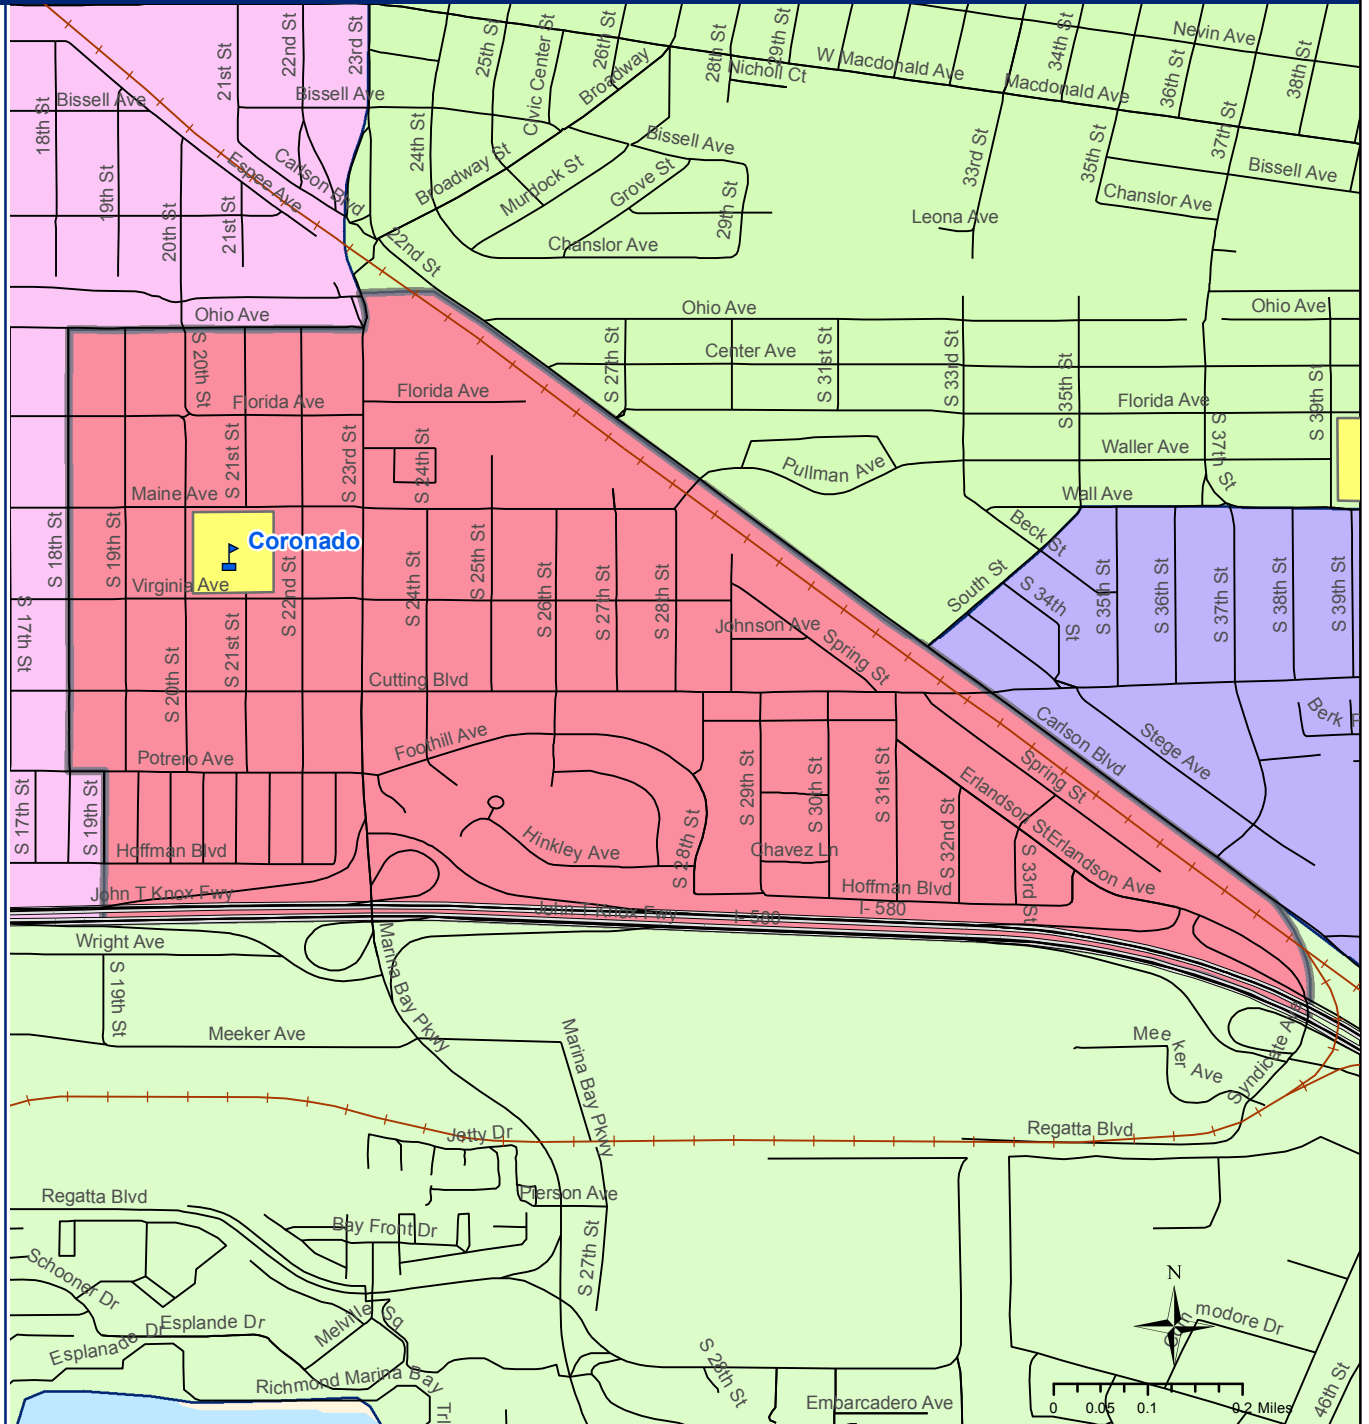 21st St
22nd St
23rd St
25th St
Civic Center St
26th St
Broadway
28th St
29th St
Nicholl Ct
W Macdonald Ave
34th St
Nevin Ave
36th St
38th St
Macdonald Ave
Bissell Ave
Bissell Ave
18th St
24th St
Bissell Ave
33rd St
35th St
37th St
Bissell Ave
Carlson Blvd
Espee Ave
Broadway St
Murdock St
Grove St
29th St
Chanslor Ave
19th St
20th St
21st St
22nd St
Chanslor Ave
Leona Ave
Ohio Ave
Ohio Ave
Ohio Ave
S 20th St
S 27th St
Center Ave
S 31st St
S 33rd St
S 35th St
S 39th St
Florida Ave
Florida Ave
Florida Ave
S 21st St
S 23rd St
S 24th St
Pullman Ave
Waller Ave
S 37th St
Maine Ave
Wall Ave
S 18th St
S 19th St
Coronado
S 22nd St
S 24th St
S 25th St
S 26th St
S 27th St
S 28th St
Beck St
South St
S 34th St
S 35th St
S 36th St
S 37th St
S 38th St
S 39th St
Virginia Ave
S 17th St
S 20th St
S 21st St
Johnson Ave
Spring St
Cutting Blvd
Potrero Ave
Foothill Ave
Carlson Blvd
Stege Ave
Berk
S 17th St
S 19th St
S 29th St
S 30th St
S 31st St
Spring St
Erlandson St
Erlandson Ave
Hoffman Blvd
Hinkley Ave
S 28th St
Chavez Ln
S 32nd St
S 33rd St
Hoffman Blvd
John T Knox Fwy
John T Knox Fwy
I- 580
I- 580
Wright Ave
S 19th St
Marina Bay Pkwy
Meeker Ave
Marina Bay Pkwy
Mee
ker
Ave
Syndicate Av
Jetty Dr
Regatta Blvd
Pierson Ave
Regatta Blvd
Bay Front Dr
S 27th St
Schooner Dr
Esplande Dr
Esplanade Dr
Melville Sq
N
Com
modore Dr
Richmond Marina Bay Trl
S 28th St
Embarcadero Ave
46th St
0 0.05 0.1 0.2 Miles